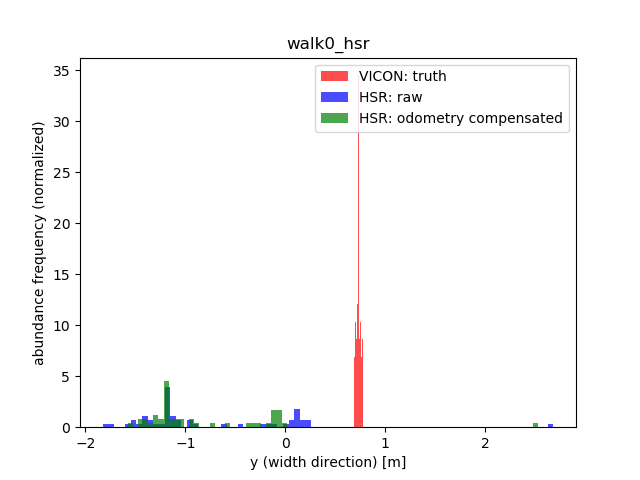 walk0_hsr
VICON: truth
HSR: raw
HSR: odometry compensated
abundance frequency (normalized)
35
30
25
20
15
10
5
0
−2
−1
0
1
2
y (width direction) [m]